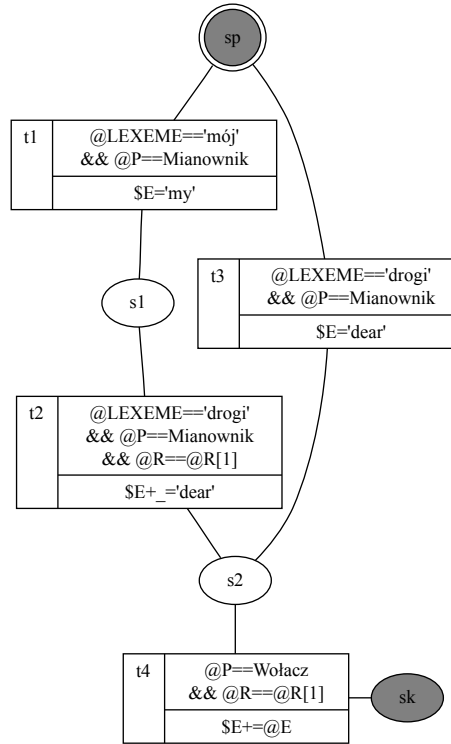 sp
t1
@LEXEME=='mój'
&& @P==Mianownik
$E='my'
t3
@LEXEME=='drogi'
&& @P==Mianownik
$E='dear'
s1
t2
@LEXEME=='drogi'
&& @P==Mianownik
&& @R==@R[1]
$E+_='dear'
s2
t4
@P==Wołacz
&& @R==@R[1]
$E+=@E
sk